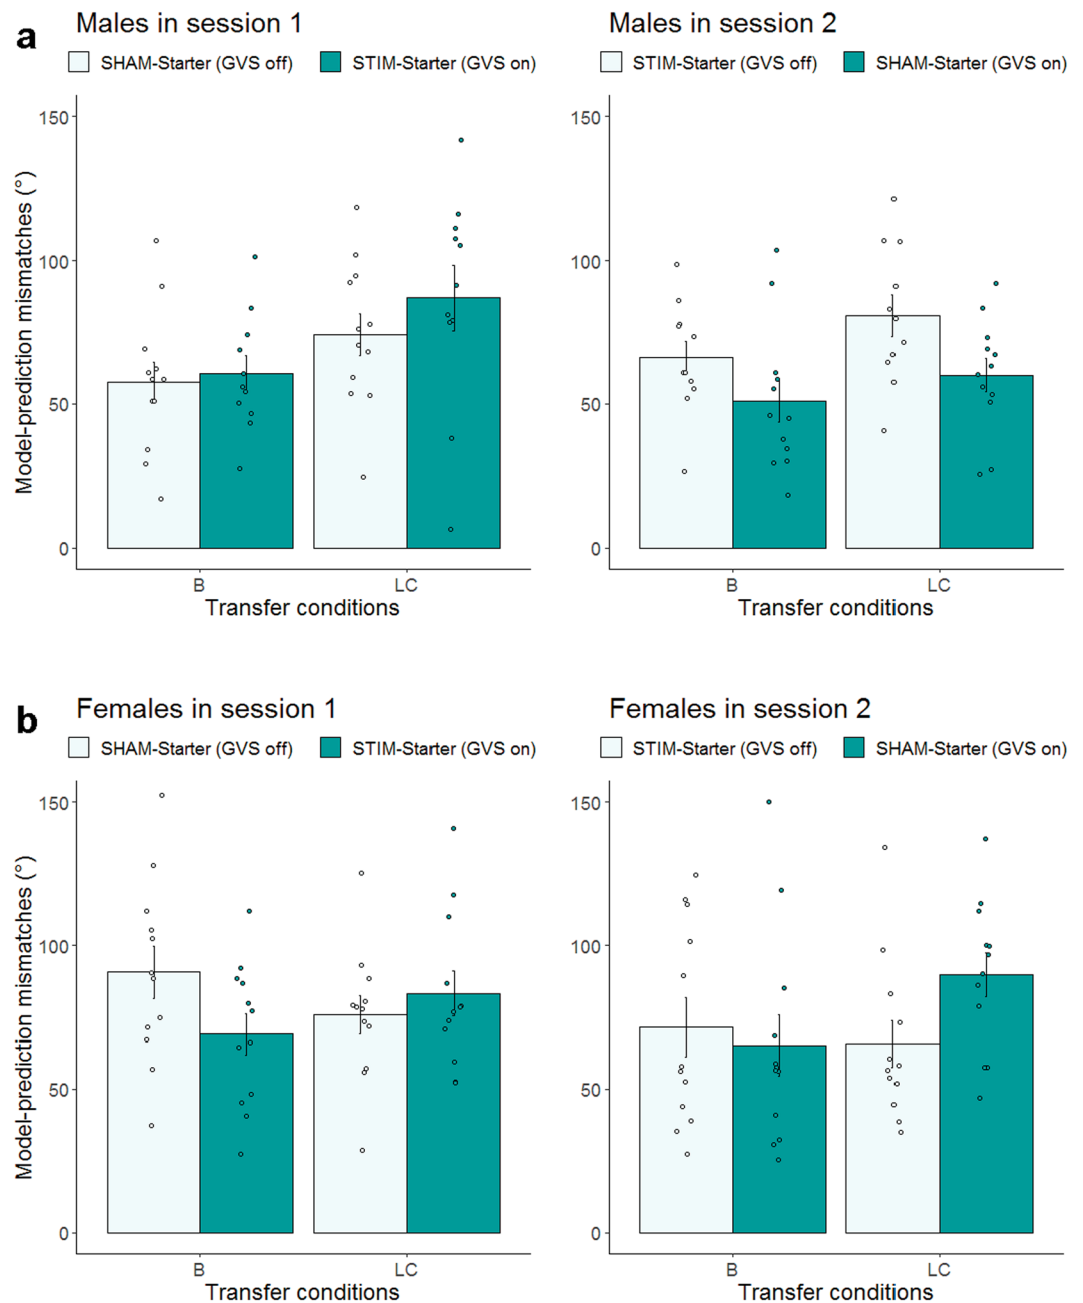 a
Males in session 1
SHAM-Starter (GVS off) STIM-Starter (GVS on)
Model-prediction mismatches (°)
150
100
50
0
B LC
Transfer conditions
Males in session 2
STIM-Starter (GVS off) SHAM-Starter (GVS on)
150
100
50
0
B LC
Transfer conditions
b
Females in session 1
SHAM-Starter (GVS off) STIM-Starter (GVS on)
Model-prediction mismatches (°)
150
100
50
0
B LC
Transfer conditions
Females in session 2
STIM-Starter (GVS off) SHAM-Starter (GVS on)
150
100
50
0
B LC
Transfer conditions